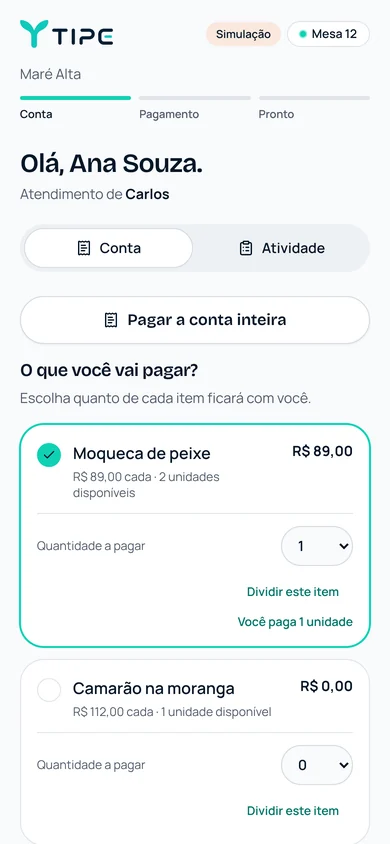 TIPE
Simulação
Mesa 12
Maré Alta
Conta
Pagamento
Pronto
Olá, Ana Souza.
Atendimento de Carlos
Conta
Atividade
Pagar a conta inteira
O que você vai pagar?
Escolha quanto de cada item ficará com você.
Moqueca de peixe
R$ 89,00
R$ 89,00 cada · 2 unidades
disponíveis
Quantidade a pagar
1
Dividir este item
Você paga 1 unidade
Camarão na moranga
R$ 0,00
R$ 112,00 cada · 1 unidade disponível
Quantidade a pagar
0
Dividir este item